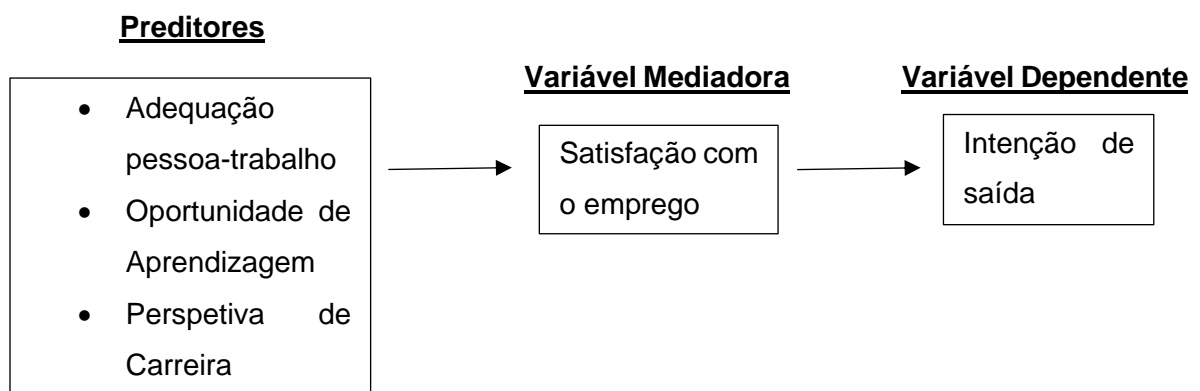 Preditores
• Adequação
pessoa-trabalho
• Oportunidade de
Aprendizagem
• Perspetiva de
Carreira
Variável Mediadora
Satisfação com
o emprego
Variável Dependente
Intenção de
saída